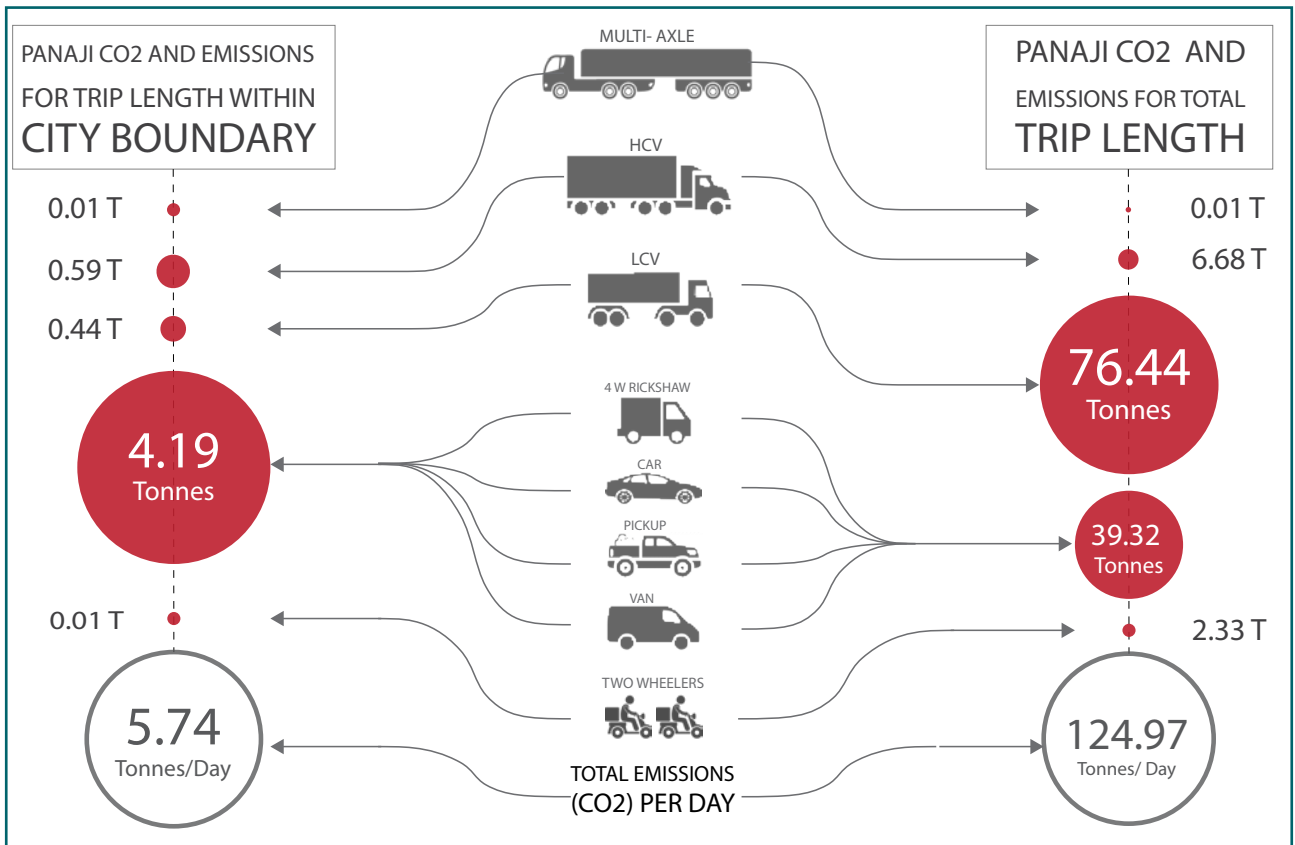 PANAJI CO2 AND EMISSIONS
FOR TRIP LENGTH WITHIN
CITY BOUNDARY
0.01 T
0.59 T
0.44 T
4.19
Tonnes
0.01 T
5.74
Tonnes/Day
MULTI- AXLE
HCV
LCV
4 W RICKSHAW
CAR
PICKUP
VAN
TWO WHEELERS
TOTAL EMISSIONS
(CO2) PER DAY
PANAJI CO2 AND
EMISSIONS FOR TOTAL
TRIP LENGTH
0.01 T
6.68 T
76.44
Tonnes
39.32
Tonnes
2.33 T
124.97
Tonnes/ Day